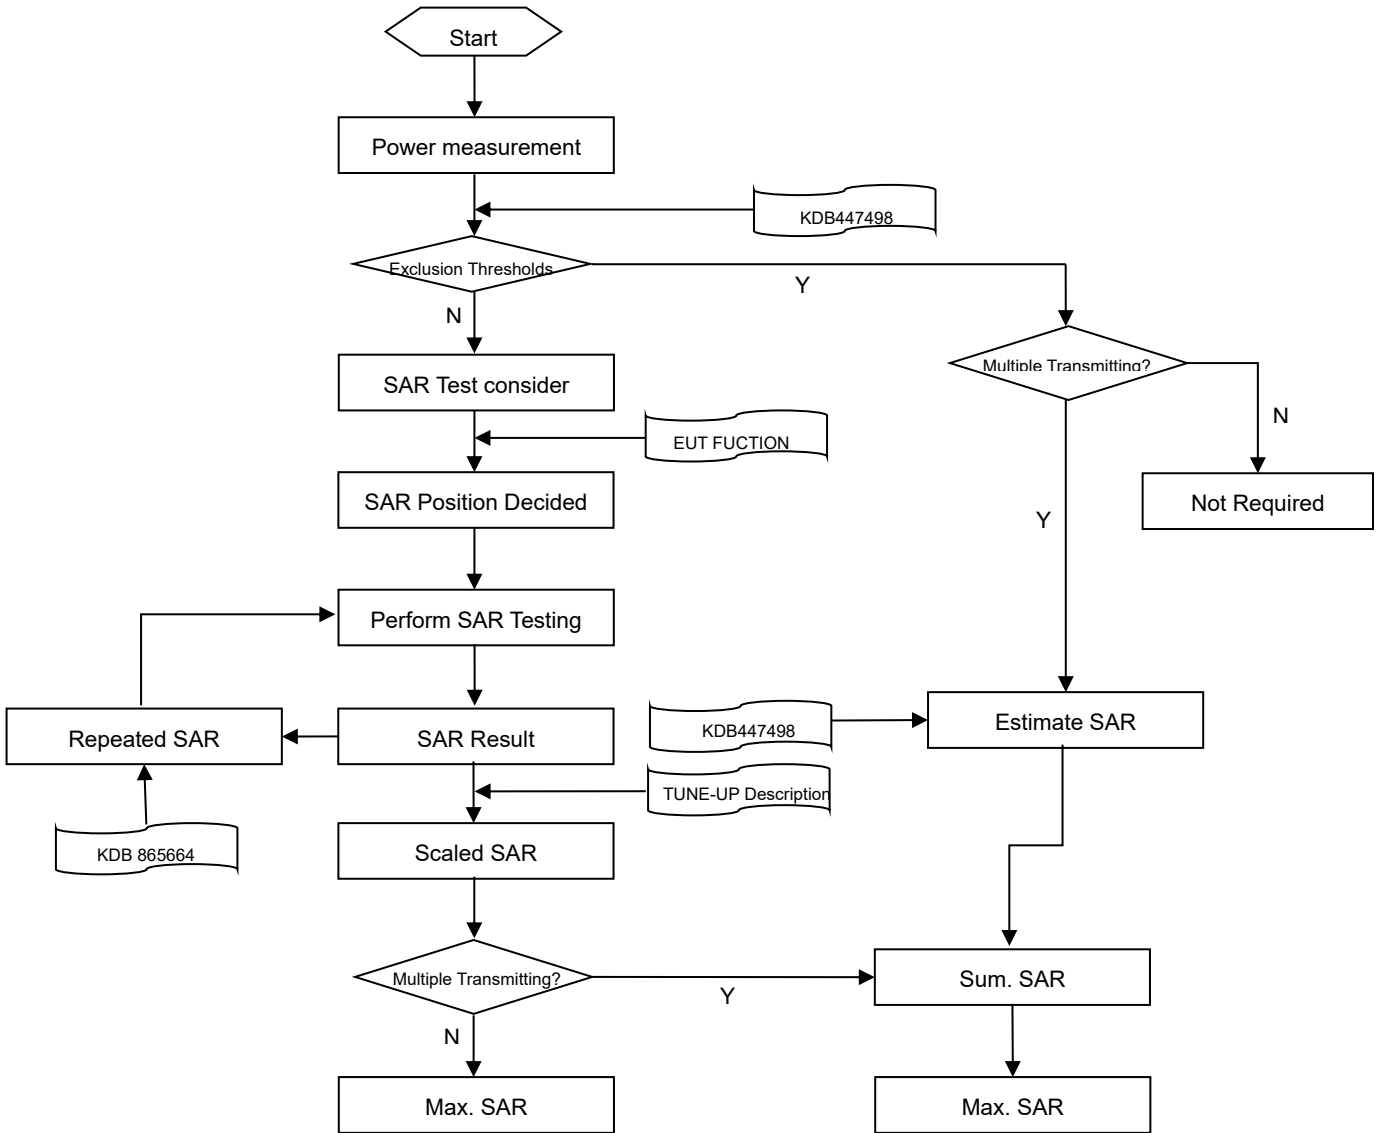 Start
Power measurement
KDB447498
Exclusion Thresholds
Y
N
Multiple Transmitting?
SAR Test consider
N
EUT FUCTION
SAR Position Decided
Not Required
Y
Perform SAR Testing
Repeated SAR
SAR Result
KDB447498
Estimate SAR
TUNE-UP Description
KDB 865664
Scaled SAR
Multiple Transmitting?
Y
Sum. SAR
N
Max. SAR
Max. SAR